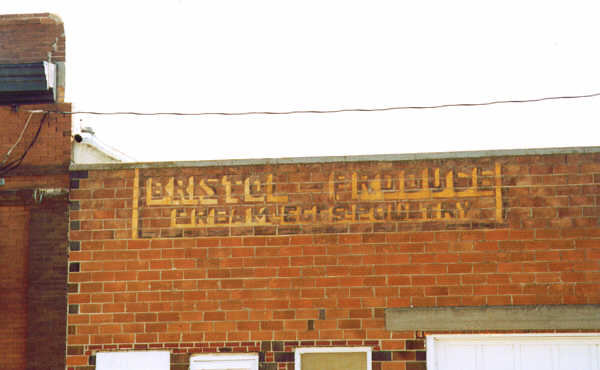 BRISTOL PRODUCE
CREAM EGGS POULTRY